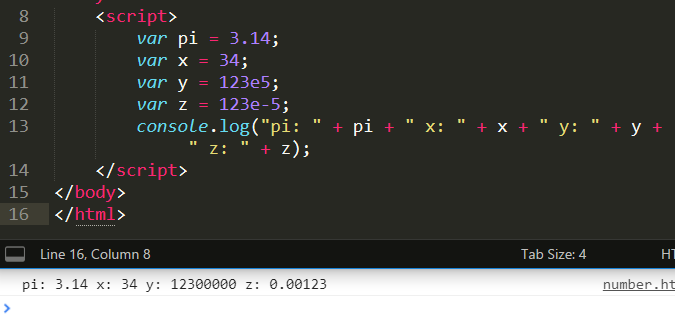 8 <script>
9 var pi = 3.14;
10 var x = 34;
11 var y = 123e5;
12 var z = 123e-5;
13 console.log("pi: " + pi + " x: " + x + " y: " + y +
" z: " + z);
14 </script>
15 </body>
16 </html>
Line 16, Column 8 Tab Size: 4 HT
pi: 3.14 x: 34 y: 12300000 z: 0.00123 number.ht
>